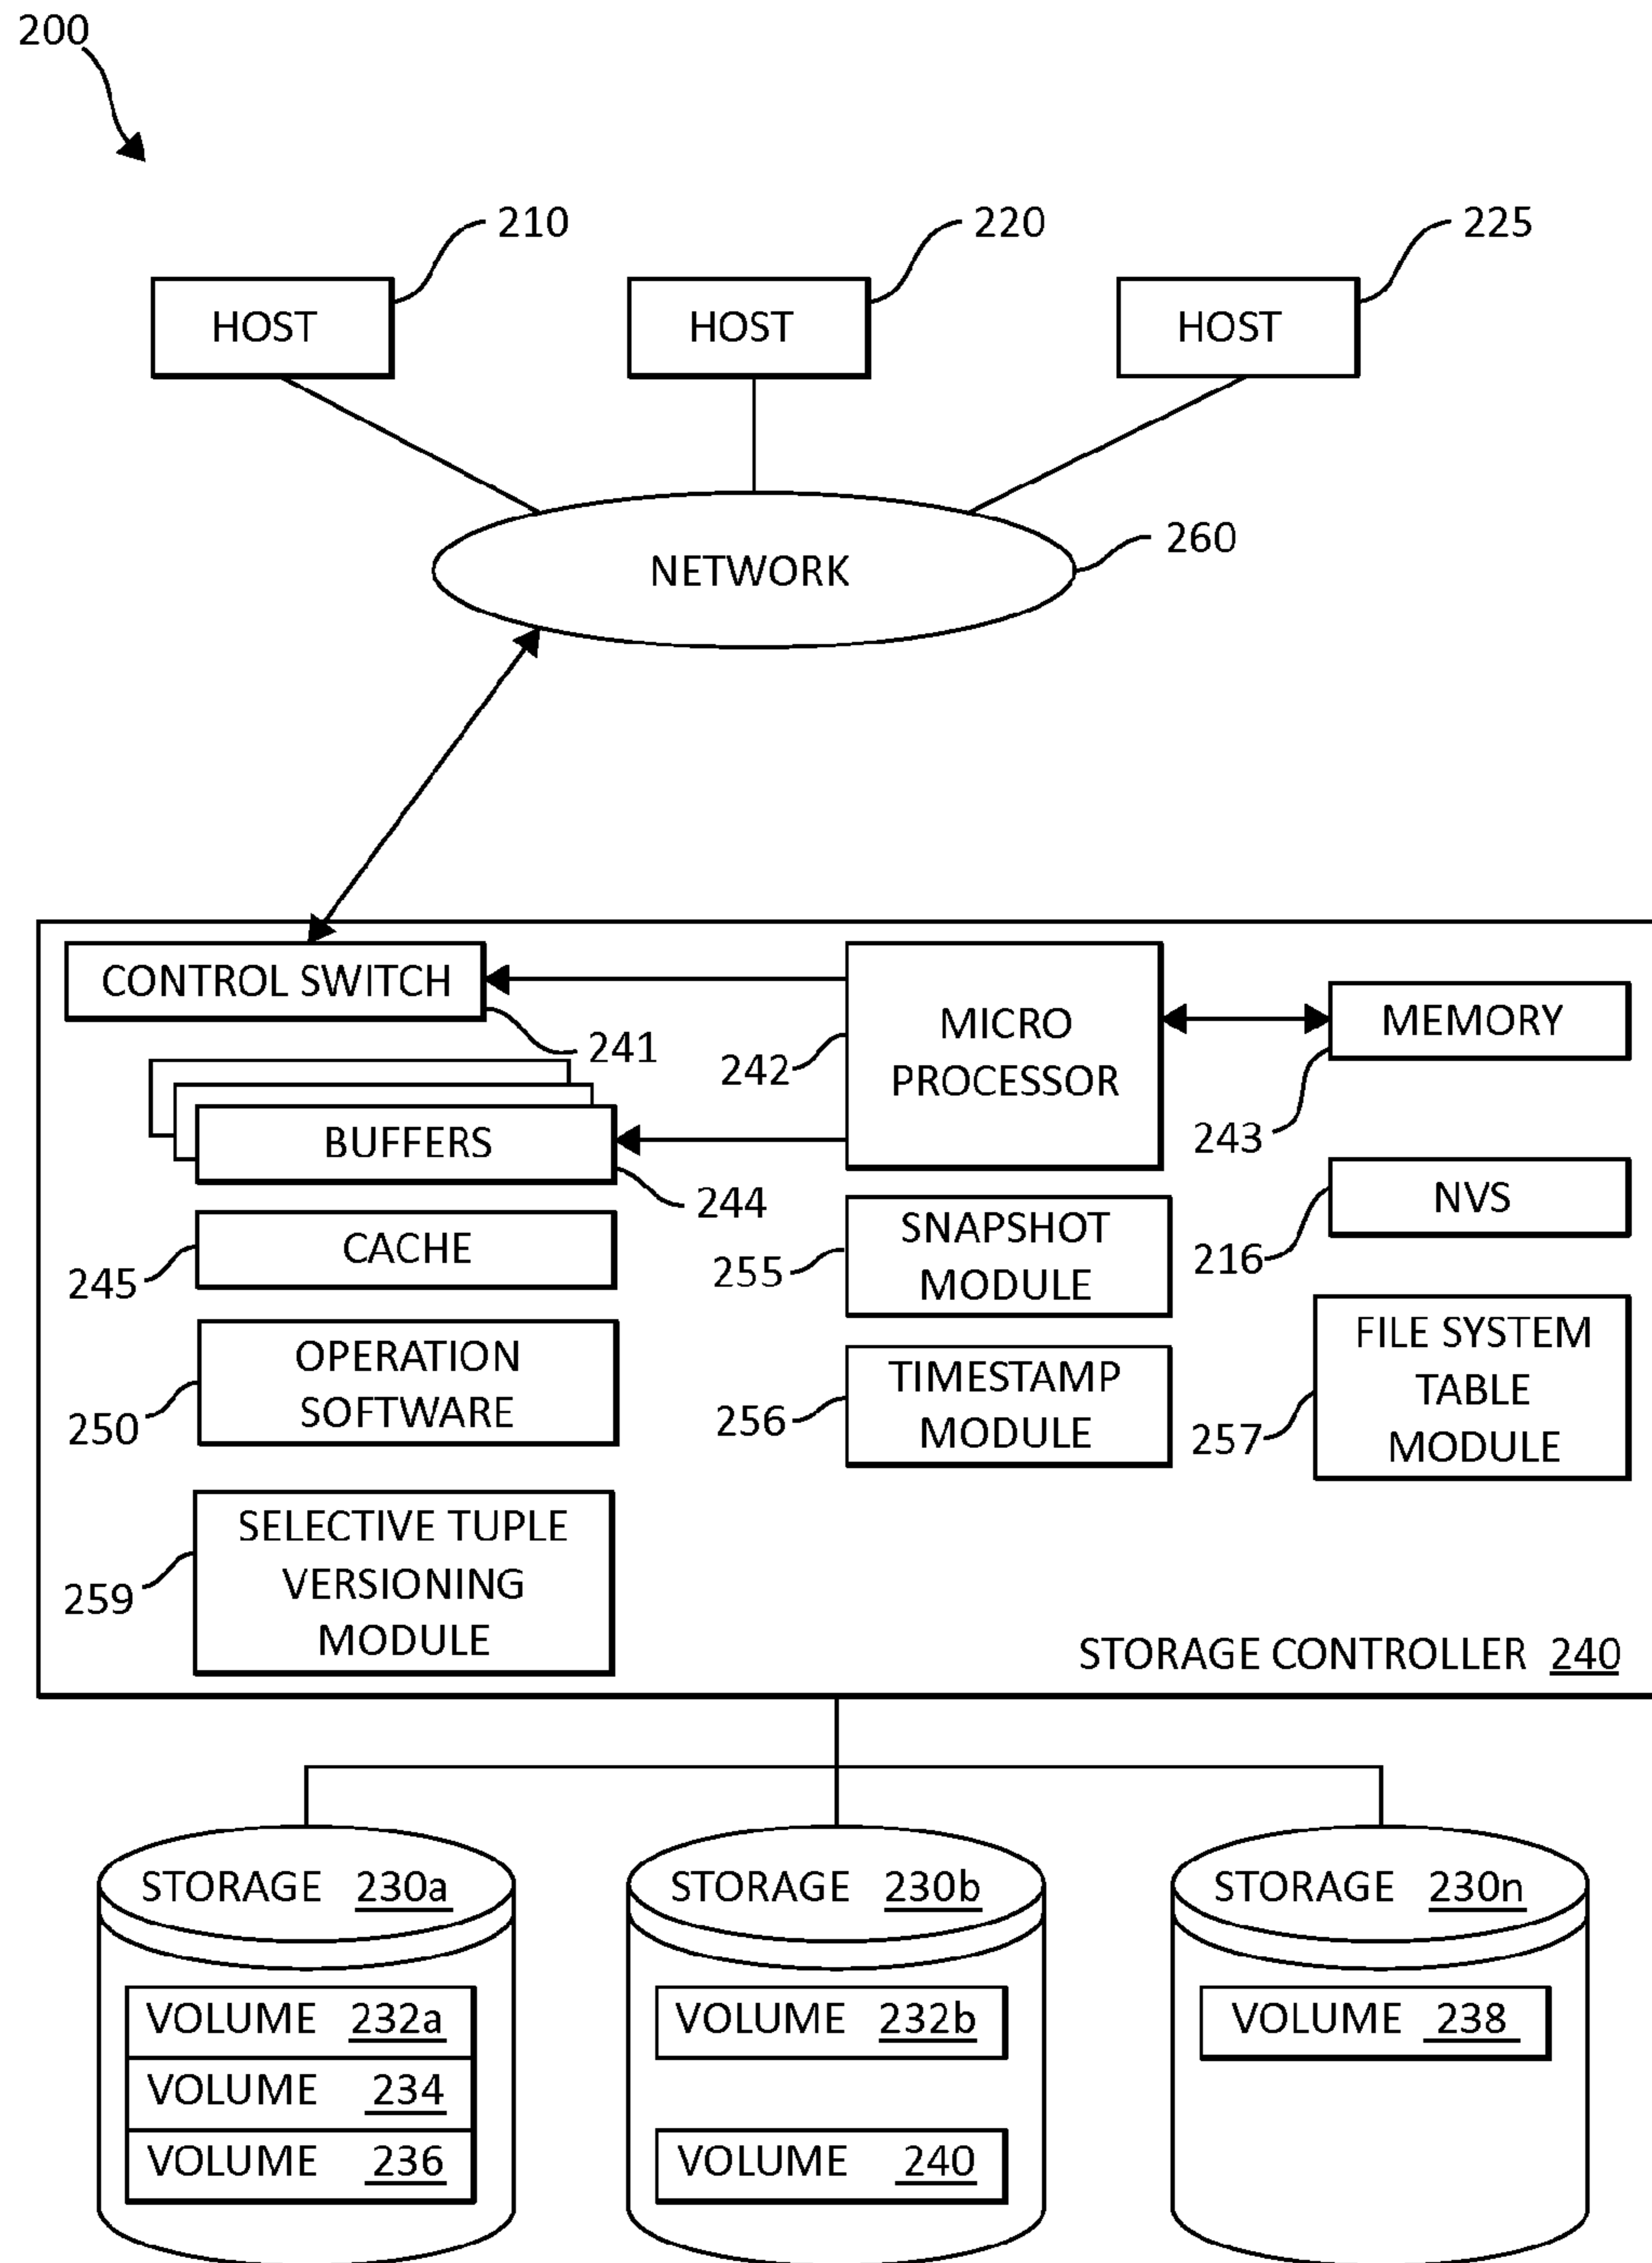 200
210
220
225
HOST
HOST
HOST
260
NETWORK
CONTROL SWITCH
241
MICRO
PROCESSOR
242
MEMORY
243
BUFFERS
244
NVS
216
CACHE
245
SNAPSHOT
MODULE
255
OPERATION
SOFTWARE
250
TIMESTAMP
MODULE
256
FILE SYSTEM
TABLE
MODULE
257
SELECTIVE TUPLE
VERSIONING
MODULE
259
STORAGE CONTROLLER 240
STORAGE 230a
VOLUME 232a
VOLUME 234
VOLUME 236
STORAGE 230b
VOLUME 232b
VOLUME 240
STORAGE 230n
VOLUME 238